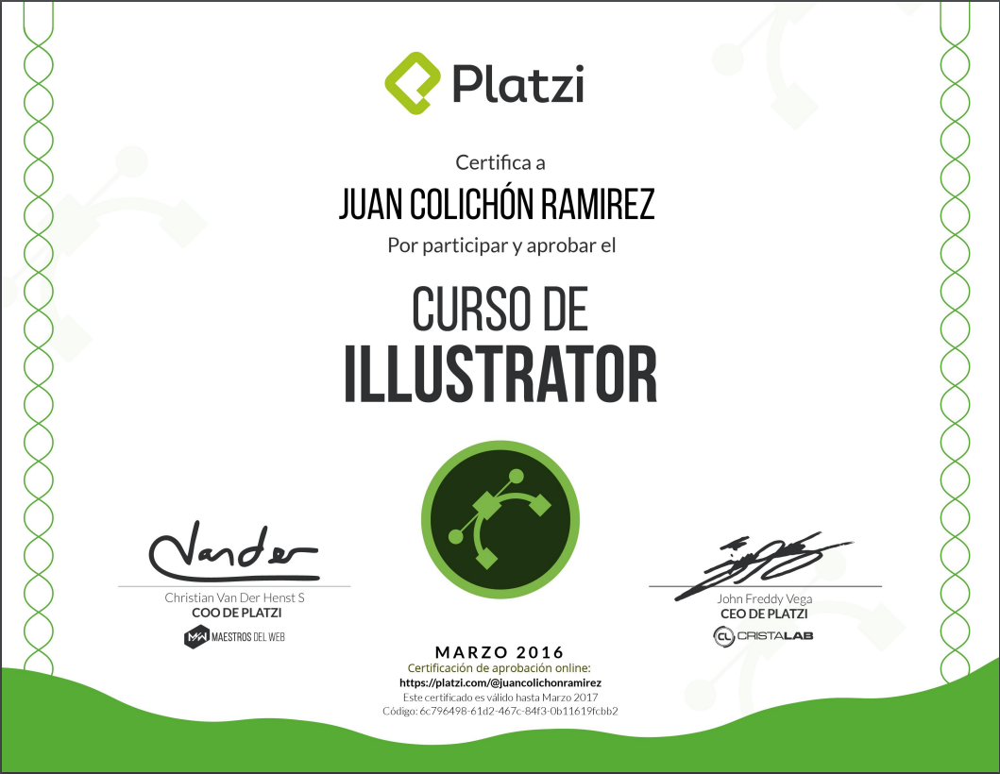 Platzi
Certifica a
JUAN COLICHÓN RAMIREZ
Por participar y aprobar el
CURSO DE
ILLUSTRATOR
Vander
Christian Van Der Henst S
COO DE PLATZI
MAESTROS DEL WEB
John Freddy Vega
CEO DE PLATZI
CL CRISTALAB
MARZO 2016
Certificación de aprobación online:
https://platzi.com/@juancolichonramirez
Este certificado es válido hasta Marzo 2017
Código: 6c796498-61d2-467c-84f3-0b11619fcbb2